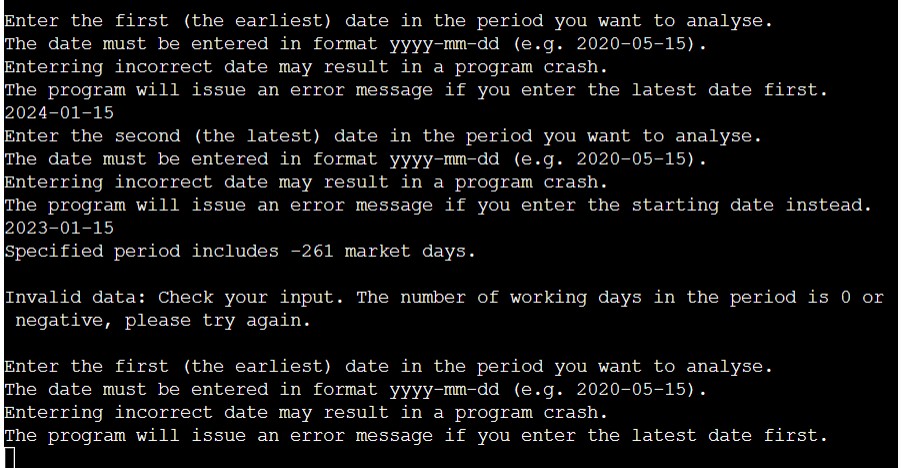 Enter the first (the earliest) date in the period you want to analyse.
The date must be entered in format yyyy-mm-dd (e.g. 2020-05-15).
Enterring incorrect date may result in a program crash.
The program will issue an error message if you enter the latest date first.
2024-01-15
Enter the second (the latest) date in the period you want to analyse.
The date must be entered in format yyyy-mm-dd (e.g. 2020-05-15).
Enterring incorrect date may result in a program crash.
The program will issue an error message if you enter the starting date instead.
2023-01-15
Specified period includes -261 market days.
Invalid data: Check your input. The number of working days in the period is 0 or
negative, please try again.
Enter the first (the earliest) date in the period you want to analyse.
The date must be entered in format yyyy-mm-dd (e.g. 2020-05-15).
Enterring incorrect date may result in a program crash.
The program will issue an error message if you enter the latest date first.